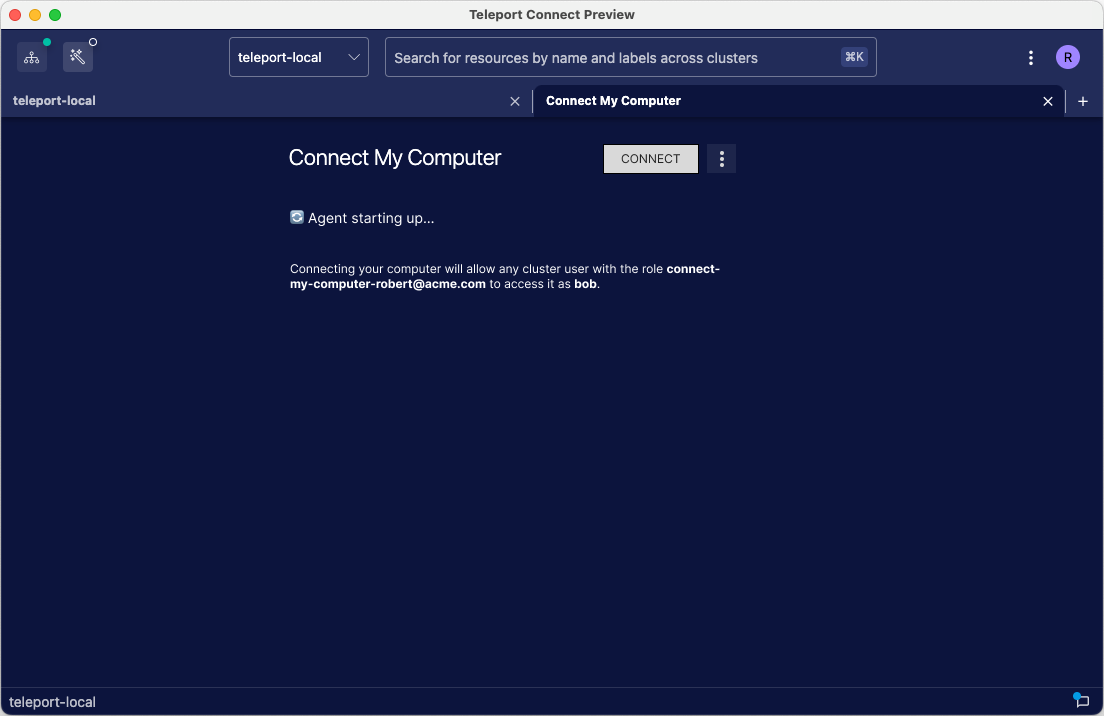 Teleport Connect Preview
teleport-local
Search for resources by name and labels across clusters
⌘K
R
teleport-local
Connect My Computer
Connect My Computer
CONNECT
Agent starting up...
Connecting your computer will allow any cluster user with the role connect-
my-computer-robert@acme.com to access it as bob.
teleport-local